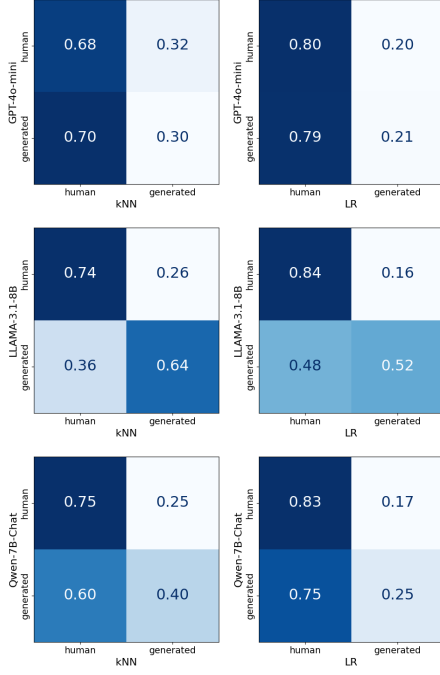 GPT-4o-mini
human
generated
0.68 0.32
0.70 0.30
human generated
kNN
GPT-4o-mini
human
generated
0.80 0.20
0.79 0.21
human generated
LR
LLAMA-3.1-8B
human
generated
0.74 0.26
0.36 0.64
human generated
kNN
LLAMA-3.1-8B
human
generated
0.84 0.16
0.48 0.52
human generated
LR
Qwen-7B-Chat
human
generated
0.75 0.25
0.60 0.40
human generated
kNN
Qwen-7B-Chat
human
generated
0.83 0.17
0.75 0.25
human generated
LR